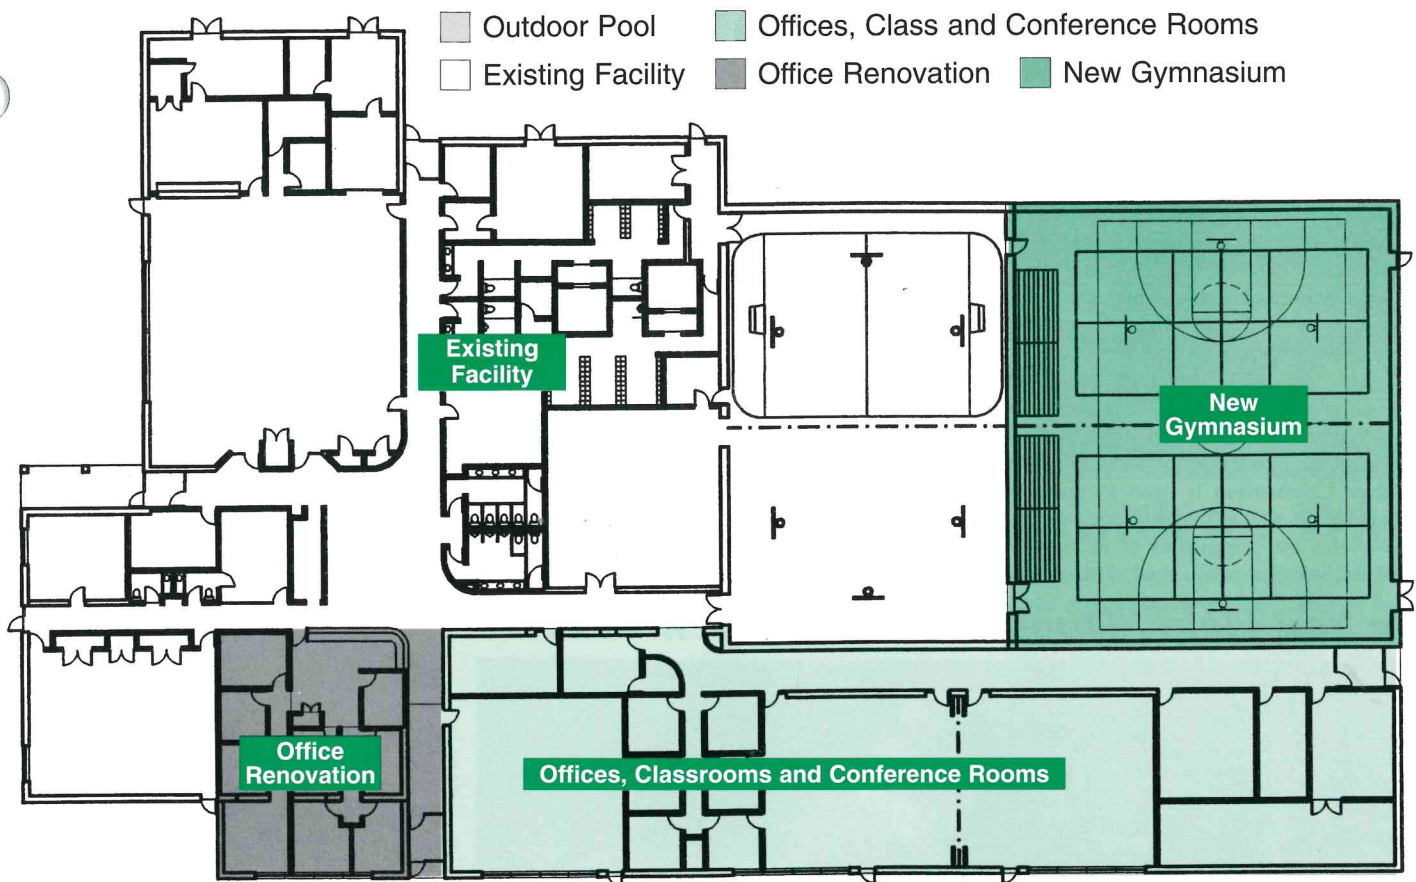 Outdoor Pool
Offices, Class and Conference Rooms
Existing Facility
Office Renovation
New Gymnasium
Existing
Facility
New
Gymnasium
Office
Renovation
Offices, Classrooms and Conference Rooms